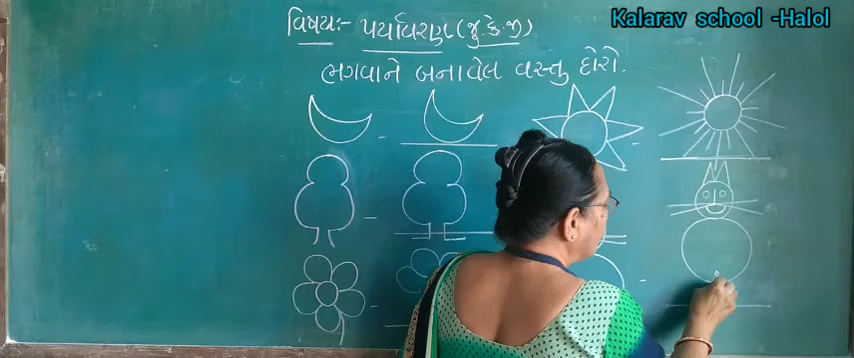 Kalarav school -Halol
વિષય:- પર્યાવરણ (જુ.કે.જી)
ભગવાને બનાવેલ વસ્તુ દોરો.